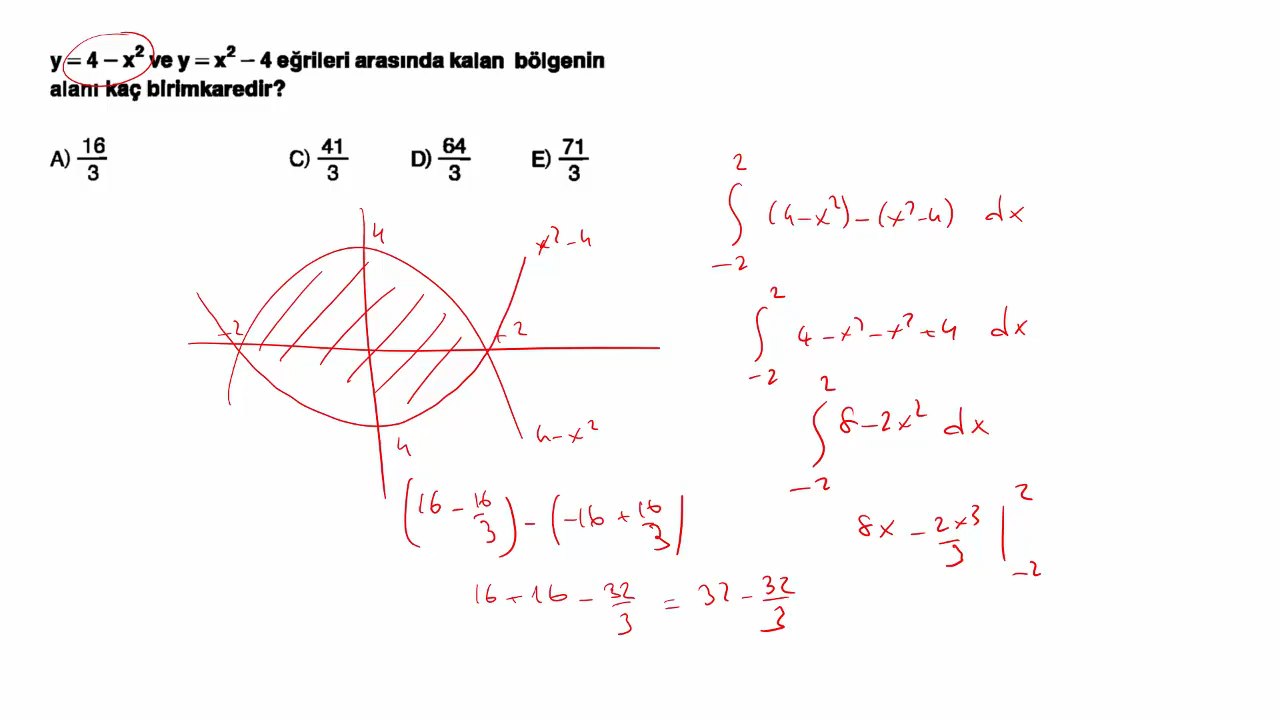 y = 4 − x² ve y = x² − 4 eğrileri arasında kalan bölgenin
alanı kaç birimkaredir?
A) 16/3 C) 41/3 D) 64/3 E) 71/3
4
x² − 4
−2
+2
4
4 − x²
∫_{−2}^{2} (4 − x²) − (x² − 4) dx
∫_{−2}^{2} 4 − x² − x² + 4 dx
∫_{−2}^{2} 8 − 2x² dx
8x − 2x³/3 |_{−2}^{2}
(16 − 16/3) − (−16 + 16/3)
16 + 16 − 32/3 = 32 − 32/3